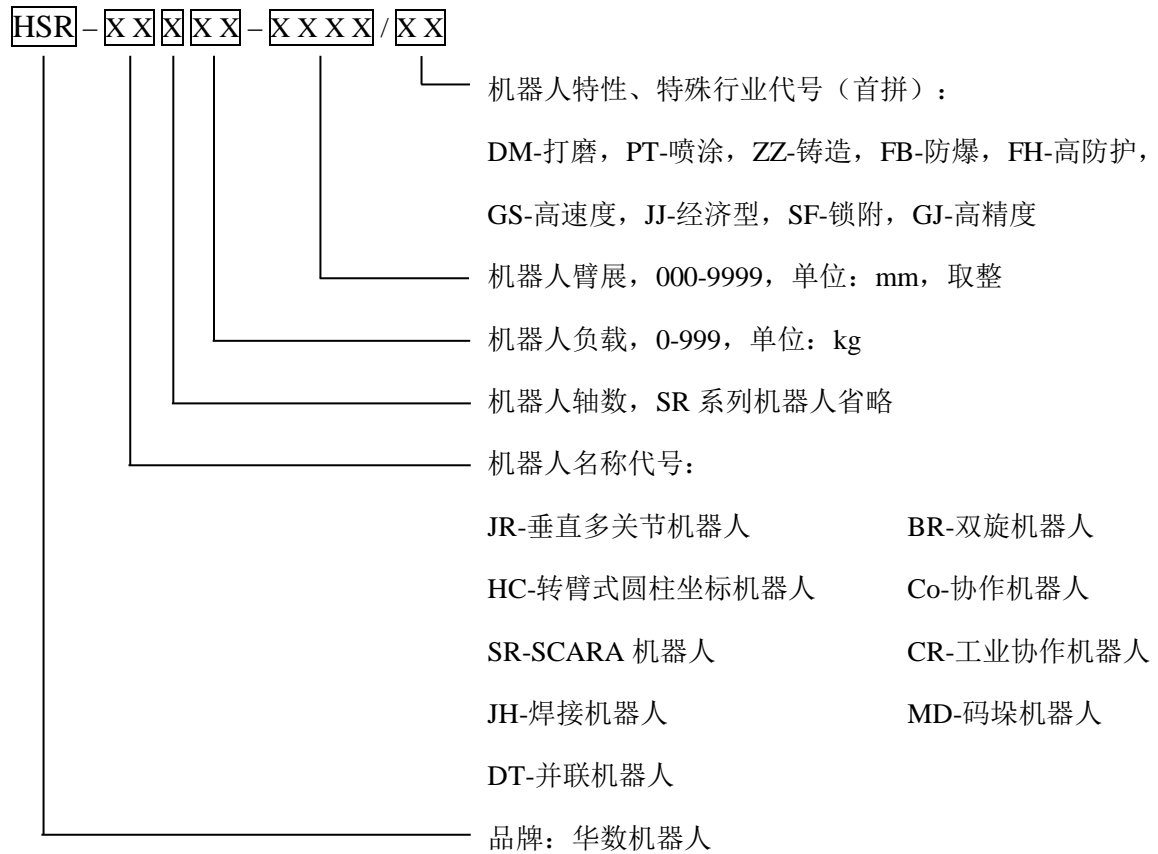 HSR – X X X X X – X X X X / X X
机器人特性、特殊行业代号（首拼）：
DM-打磨，PT-喷涂，ZZ-铸造，FB-防爆，FH-高防护，
GS-高速度，JJ-经济型，SF-锁附，GJ-高精度
机器人臂展，000-9999，单位：mm，取整
机器人负载，0-999，单位：kg
机器人轴数，SR 系列机器人省略
机器人名称代号：
JR-垂直多关节机器人 BR-双旋机器人
HC-转臂式圆柱坐标机器人 Co-协作机器人
SR-SCARA 机器人 CR-工业协作机器人
JH-焊接机器人 MD-码垛机器人
DT-并联机器人
品牌：华数机器人